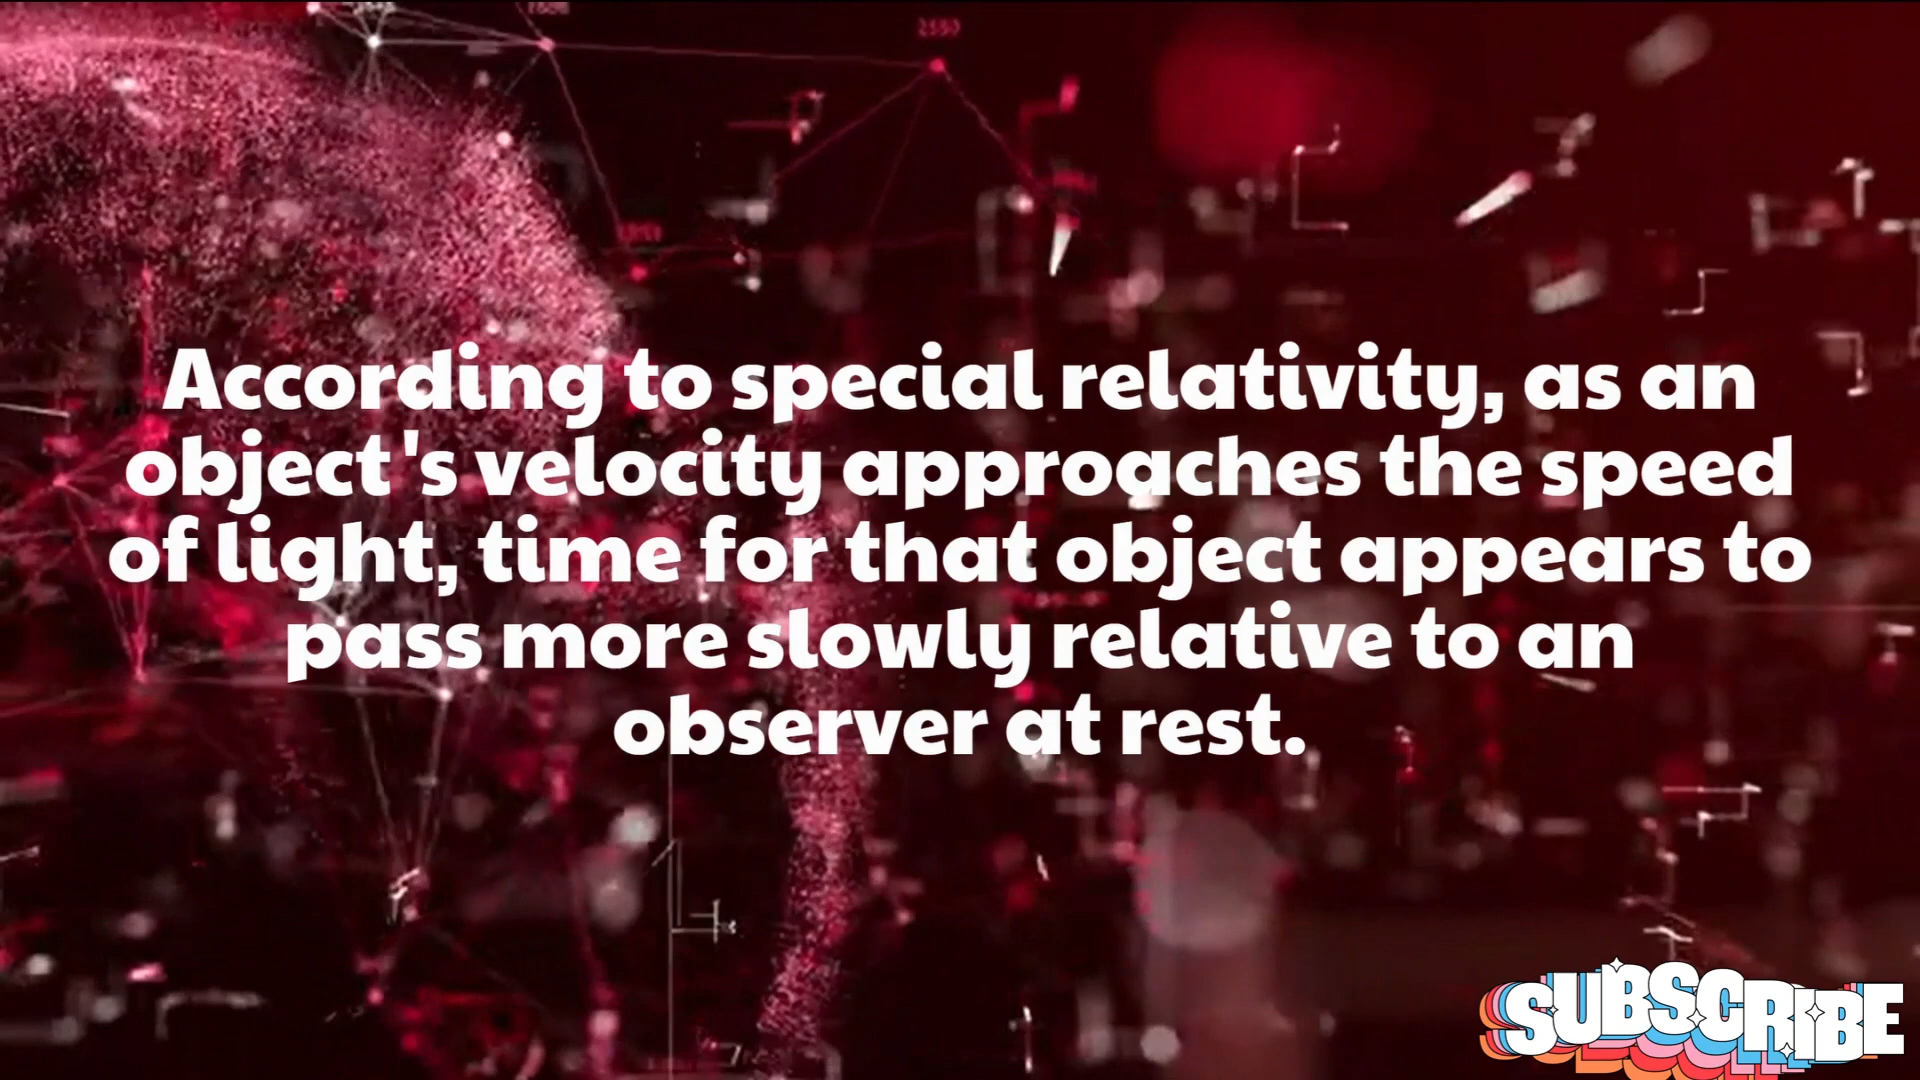 2550
According to special relativity, as an
object's velocity approaches the speed
of light, time for that object appears to
pass more slowly relative to an
observer at rest.
SUBSCRIBE